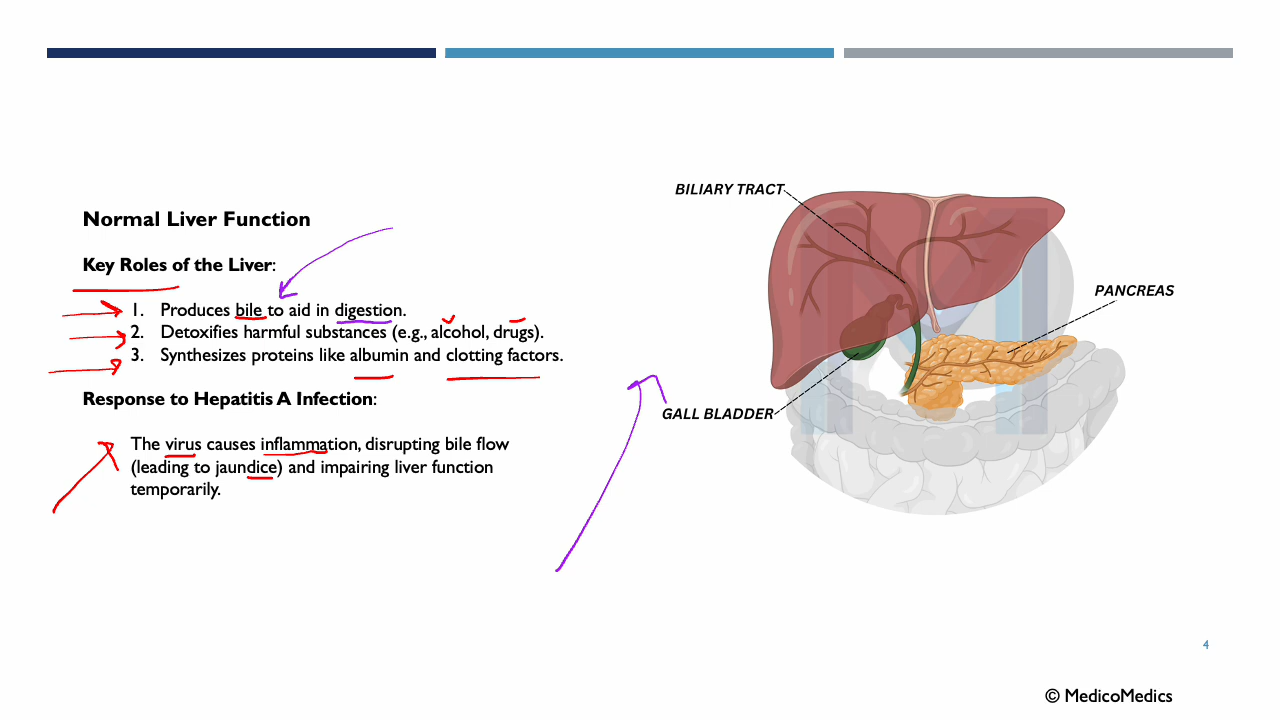 Normal Liver Function
Key Roles of the Liver:
1. Produces bile to aid in digestion.
2. Detoxifies harmful substances (e.g., alcohol, drugs).
3. Synthesizes proteins like albumin and clotting factors.
Response to Hepatitis A Infection:
The virus causes inflammation, disrupting bile flow
(leading to jaundice) and impairing liver function
temporarily.
BILIARY TRACT
PANCREAS
GALL BLADDER
4
© MedicoMedics